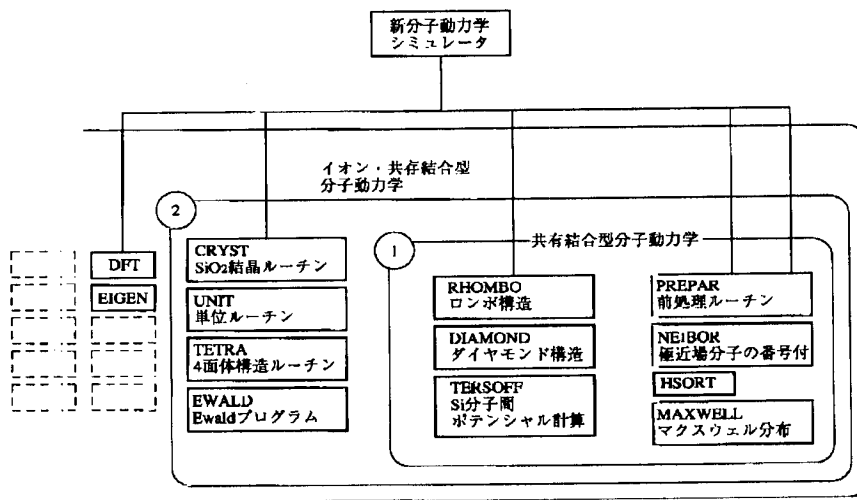 新分子動力学
シミュレータ
イオン・共存結合型
分子動力学
2
CRYST
SiO2結晶ルーチン
UNIT
単位ルーチン
TETRA
4面体構造ルーチン
EWALD
Ewaldプログラム
DFT
EIGEN
1
共有結合型分子動力学
RHOMBO
ロンボ構造
DIAMOND
ダイヤモンド構造
TERSOFF
Si分子間
ポテンシャル計算
PREPAR
前処理ルーチン
NEIBOR
極近場分子の番号付
HSORT
MAXWELL
マクスウェル分布